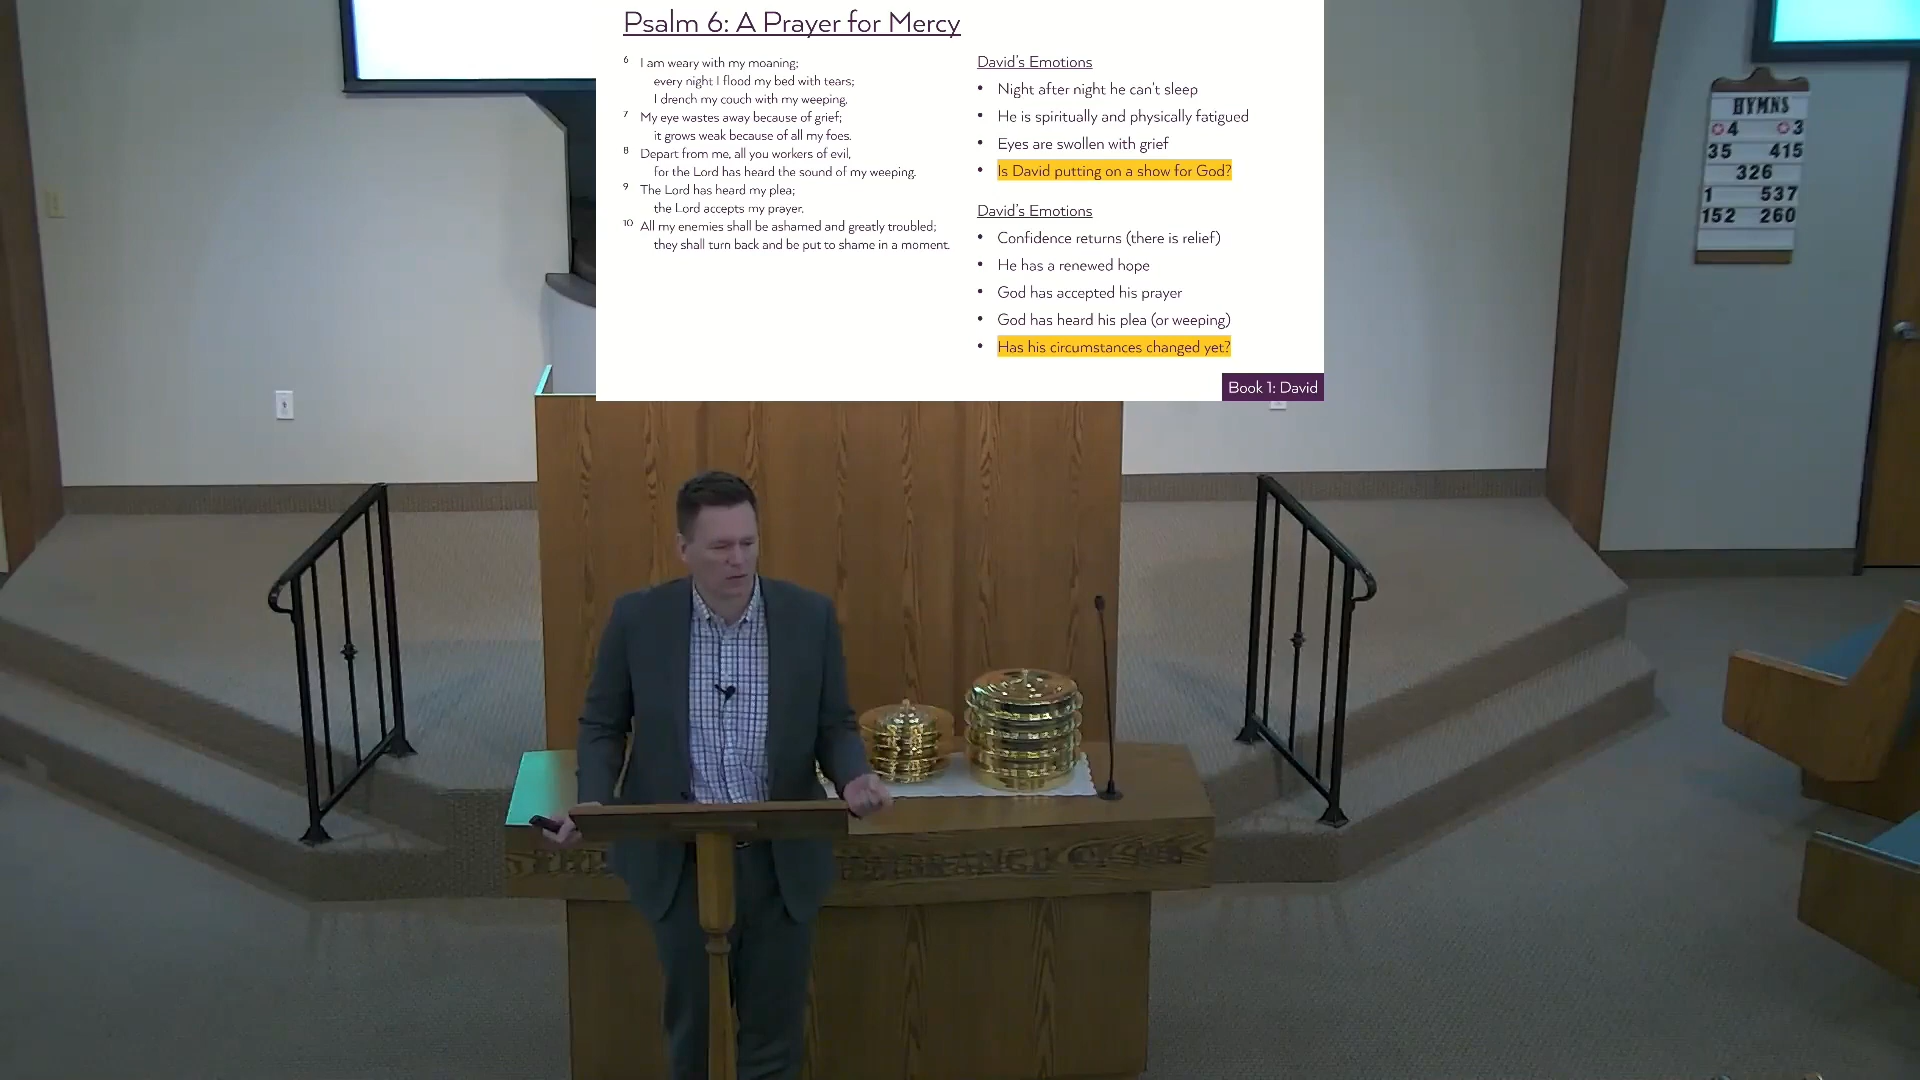 Psalm 6: A Prayer for Mercy
6 I am weary with my moaning;
every night I flood my bed with tears;
I drench my couch with my weeping.
7 My eye wastes away because of grief;
it grows weak because of all my foes.
8 Depart from me, all you workers of evil,
for the Lord has heard the sound of my weeping.
9 The Lord has heard my plea;
the Lord accepts my prayer.
10 All my enemies shall be ashamed and greatly troubled;
they shall turn back and be put to shame in a moment.
David's Emotions
• Night after night he can't sleep
• He is spiritually and physically fatigued
• Eyes are swollen with grief
• Is David putting on a show for God?
David's Emotions
• Confidence returns (there is relief)
• He has a renewed hope
• God has accepted his prayer
• God has heard his plea (or weeping)
• Has his circumstances changed yet?
Book 1: David
HYMNS
4 3
35 415
326
1 537
152 260